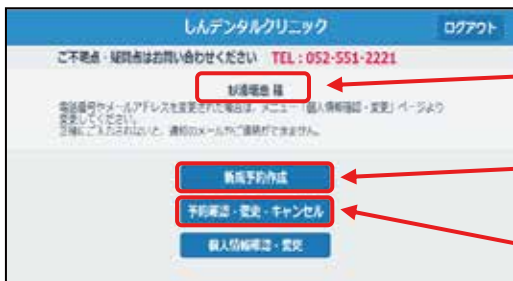 しんデンタルクリニック
ログアウト
ご不明点・疑問点はお問い合わせください TEL:052-551-2221
様
電話番号やメールアドレスを変更された場合は、メニュー「個人情報確認・変更」ページより
変更してください。
正確にご入力されないと、通知のメールやご連絡ができません。
新規予約作成
予約確認・変更・キャンセル
個人情報確認・変更